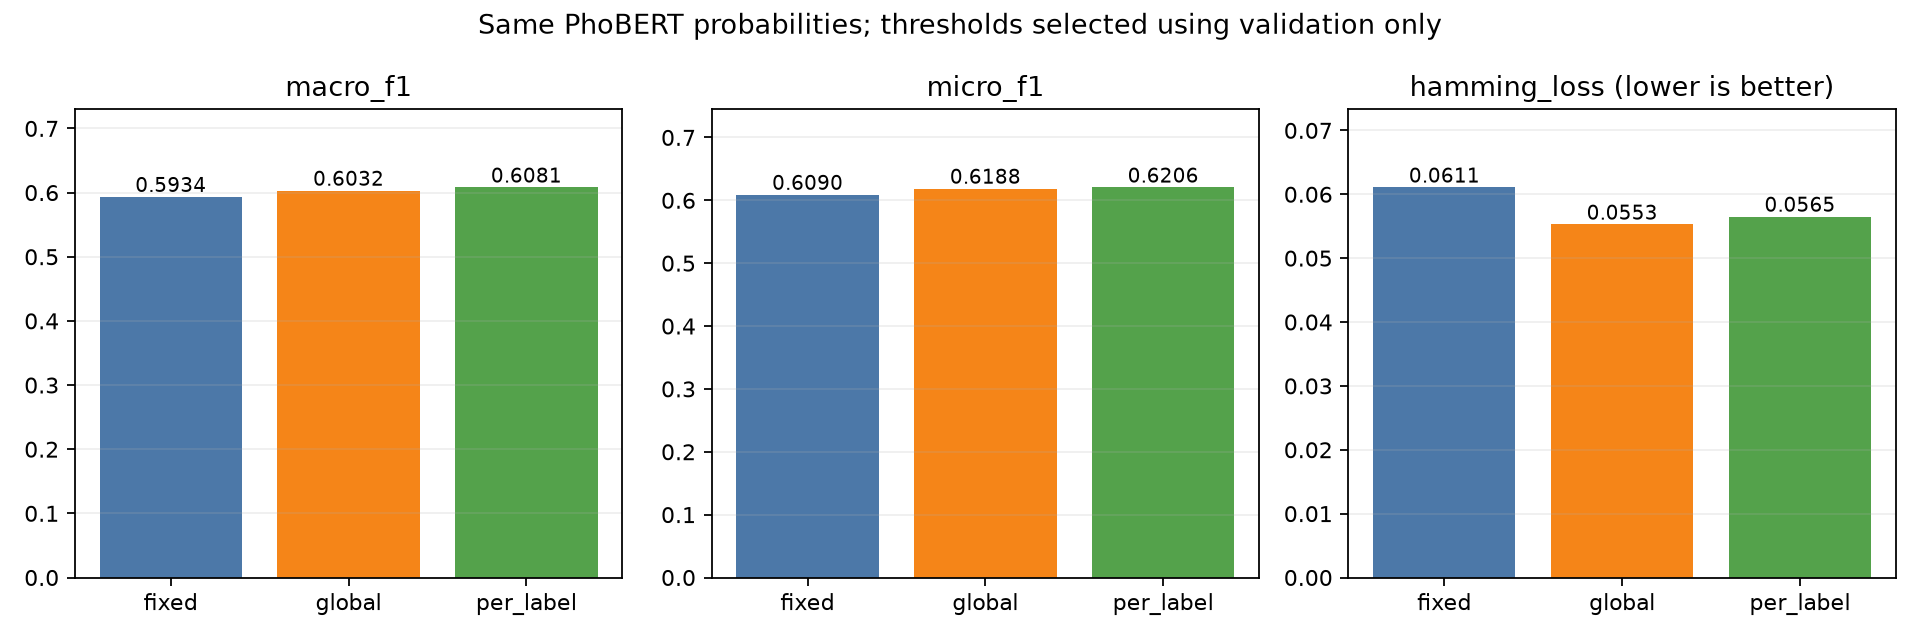 Same PhoBERT probabilities; thresholds selected using validation only
macro_f1
0.7
0.6
0.5
0.4
0.3
0.2
0.1
0.0
0.5934
0.6032
0.6081
fixed
global
per_label
micro_f1
0.7
0.6
0.5
0.4
0.3
0.2
0.1
0.0
0.6090
0.6188
0.6206
fixed
global
per_label
hamming_loss (lower is better)
0.07
0.06
0.05
0.04
0.03
0.02
0.01
0.00
0.0611
0.0553
0.0565
fixed
global
per_label